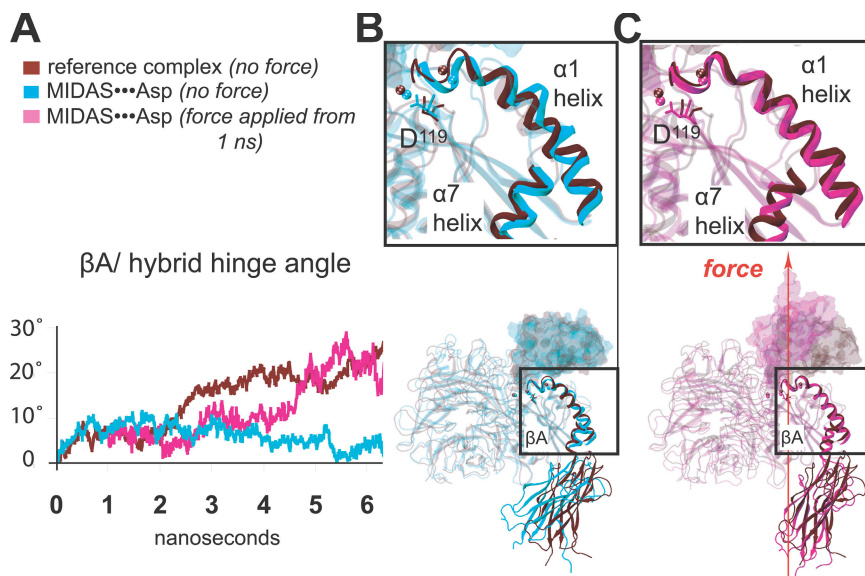 A
reference complex (no force)
MIDAS•••Asp (no force)
MIDAS•••Asp (force applied from
1 ns)
βA/ hybrid hinge angle
30°
20°
10°
0
0
1
2
3
4
5
6
nanoseconds
B
α1
helix
D119
α7
helix
βA
C
α1
helix
D119
α7
helix
force
βA